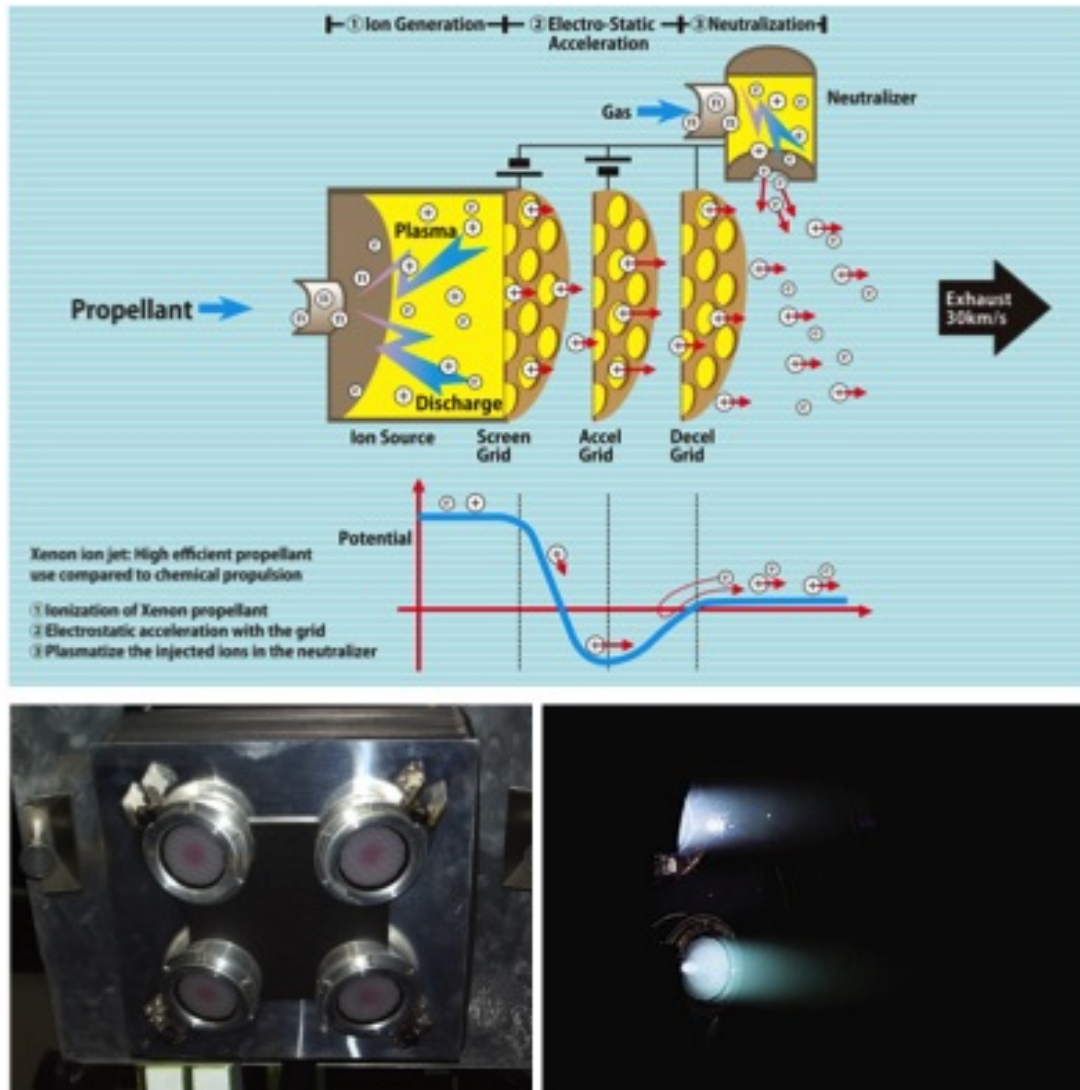 ①Ion Generation
②Electro-Static
Acceleration
③Neutralization
Neutralizer
Gas
Plasma
Propellant
Exhaust
30km/s
Discharge
Ion Source
Screen
Grid
Accel
Grid
Decel
Grid
Potential
Xenon ion jet: High efficient propellant
use compared to chemical propulsion
①Ionization of Xenon propellant
②Electrostatic acceleration with the grid
③Plasmatize the injected ions in the neutralizer